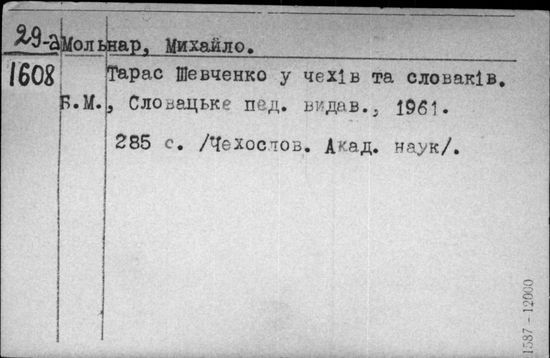 29-а Мольнар, Михайло.
1608 Тарас Шевченко у чехів та словаків.
Б.М., Словацьке пед. видав., 1961.
285 с. /Чехослов. Акад. наук/.
1587 - 12000